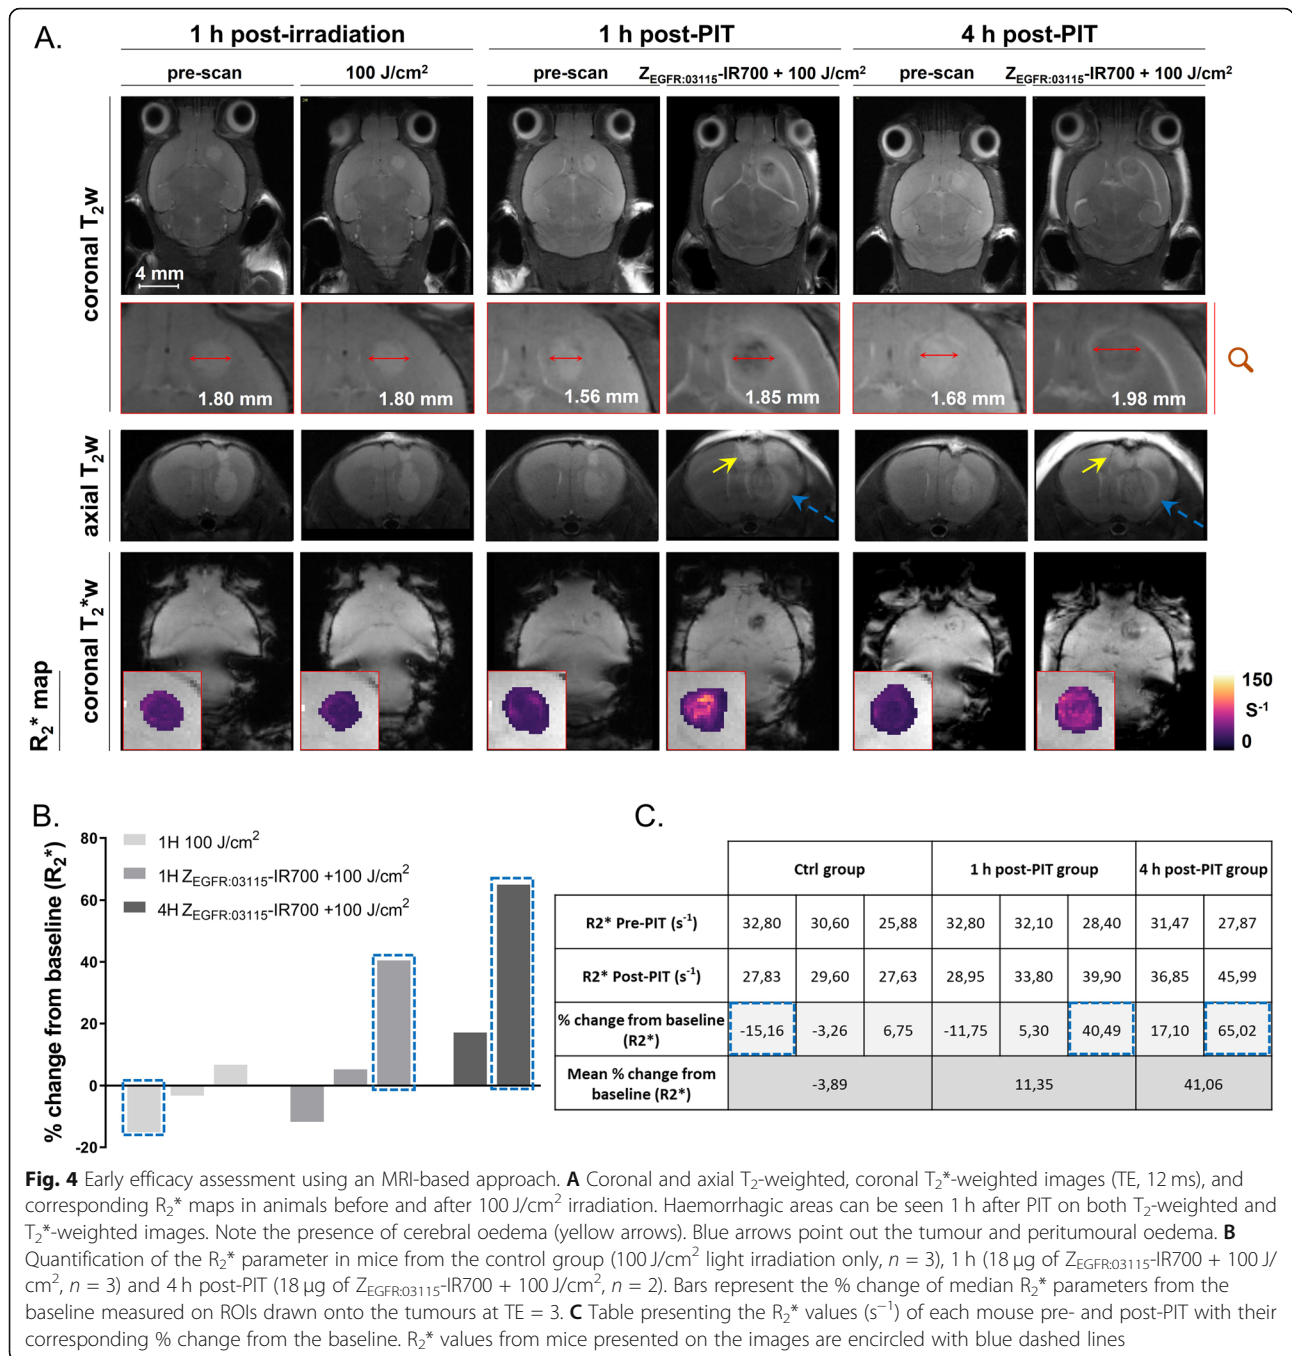 A.
1 h post-irradiation
1 h post-PIT
4 h post-PIT
pre-scan
100 J/cm²
pre-scan
Z_EGFR:03115-IR700 + 100 J/cm²
pre-scan
Z_EGFR:03115-IR700 + 100 J/cm²
coronal T₂w
4 mm
1.80 mm
1.80 mm
1.56 mm
1.85 mm
1.68 mm
1.98 mm
axial T₂w
coronal T₂*w
R₂* map
150
S⁻¹
0
B.
% change from baseline (R₂*)
80
60
40
20
0
-20
1H 100 J/cm²
1H Z_EGFR:03115-IR700 +100 J/cm²
4H Z_EGFR:03115-IR700 +100 J/cm²
C.
Ctrl group
1 h post-PIT group
4 h post-PIT group
R2* Pre-PIT (s⁻¹)
32,80
30,60
25,88
32,80
32,10
28,40
31,47
27,87
R2* Post-PIT (s⁻¹)
27,83
29,60
27,63
28,95
33,80
39,90
36,85
45,99
% change from baseline
(R2*)
-15,16
-3,26
6,75
-11,75
5,30
40,49
17,10
65,02
Mean % change from
baseline (R2*)
-3,89
11,35
41,06
Fig. 4 Early efficacy assessment using an MRI-based approach. A Coronal and axial T₂-weighted, coronal T₂*-weighted images (TE, 12 ms), and
corresponding R₂* maps in animals before and after 100 J/cm² irradiation. Haemorrhagic areas can be seen 1 h after PIT on both T₂-weighted and
T₂*-weighted images. Note the presence of cerebral oedema (yellow arrows). Blue arrows point out the tumour and peritumoural oedema. B
Quantification of the R₂* parameter in mice from the control group (100 J/cm² light irradiation only, n = 3), 1 h (18 μg of Z_EGFR:03115-IR700 + 100 J/
cm², n = 3) and 4 h post-PIT (18 μg of Z_EGFR:03115-IR700 + 100 J/cm², n = 2). Bars represent the % change of median R₂* parameters from the
baseline measured on ROIs drawn onto the tumours at TE = 3. C Table presenting the R₂* values (s⁻¹) of each mouse pre- and post-PIT with their
corresponding % change from the baseline. R₂* values from mice presented on the images are encircled with blue dashed lines